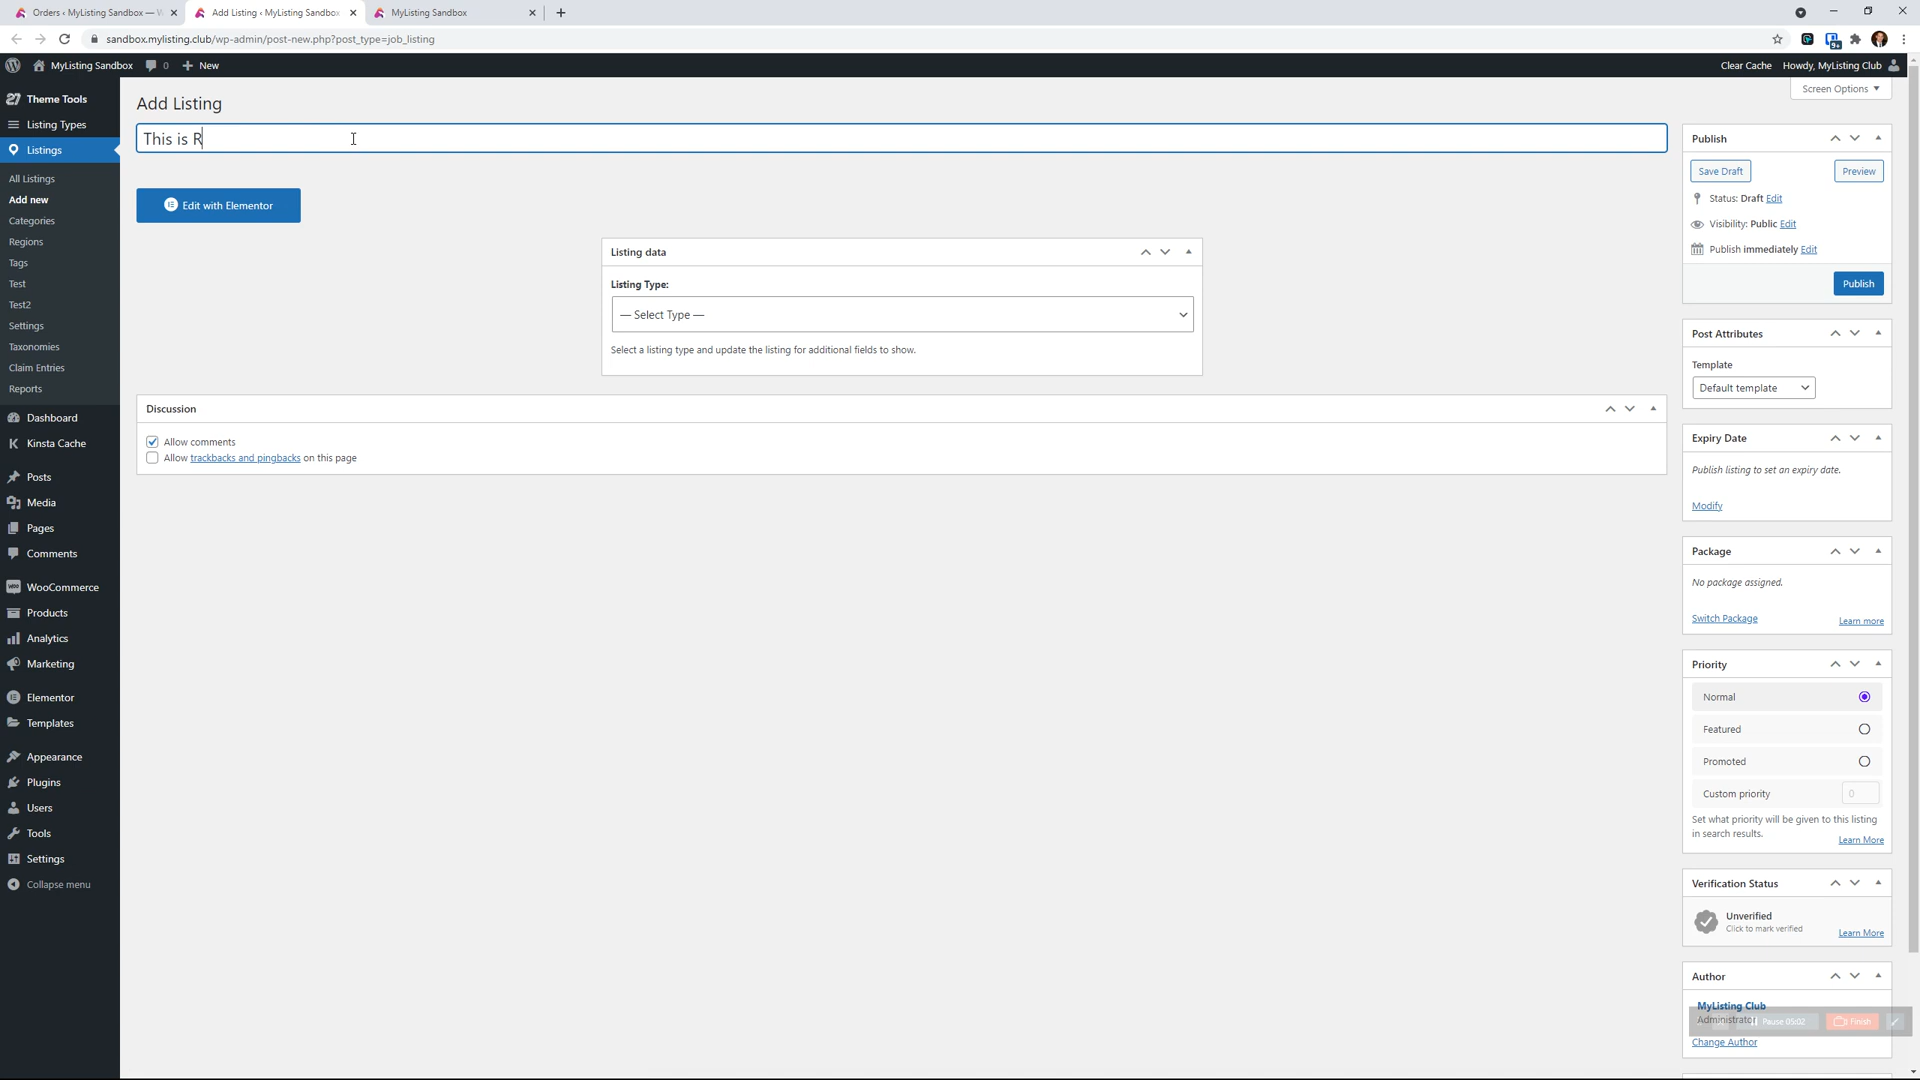 Orders ‹ MyListing Sandbox — W
Add Listing ‹ MyListing Sandbox
MyListing Sandbox
sandbox.mylisting.club/wp-admin/post-new.php?post_type=job_listing
9+
MyListing Sandbox
0
New
Clear Cache
Howdy, MyListing Club
27 Theme Tools
Listing Types
Listings
All Listings
Add new
Categories
Regions
Tags
Test
Test2
Settings
Taxonomies
Claim Entries
Reports
Dashboard
Kinsta Cache
Posts
Media
Pages
Comments
WooCommerce
Products
Analytics
Marketing
Elementor
Templates
Appearance
Plugins
Users
Tools
Settings
Collapse menu
Screen Options
Add Listing
This is R
Edit with Elementor
Listing data
Listing Type:
— Select Type —
Select a listing type and update the listing for additional fields to show.
Discussion
Allow comments
Allow trackbacks and pingbacks on this page
Publish
Save Draft
Preview
Status: Draft Edit
Visibility: Public Edit
Publish immediately Edit
Publish
Post Attributes
Template
Default template
Expiry Date
Publish listing to set an expiry date.
Modify
Package
No package assigned.
Switch Package
Learn more
Priority
Normal
Featured
Promoted
Custom priority
0
Set what priority will be given to this listing
in search results.
Learn More
Verification Status
Unverified
Click to mark verified
Learn More
Author
MyListing Club
Administrator
Pause 05:02
Finish
Change Author